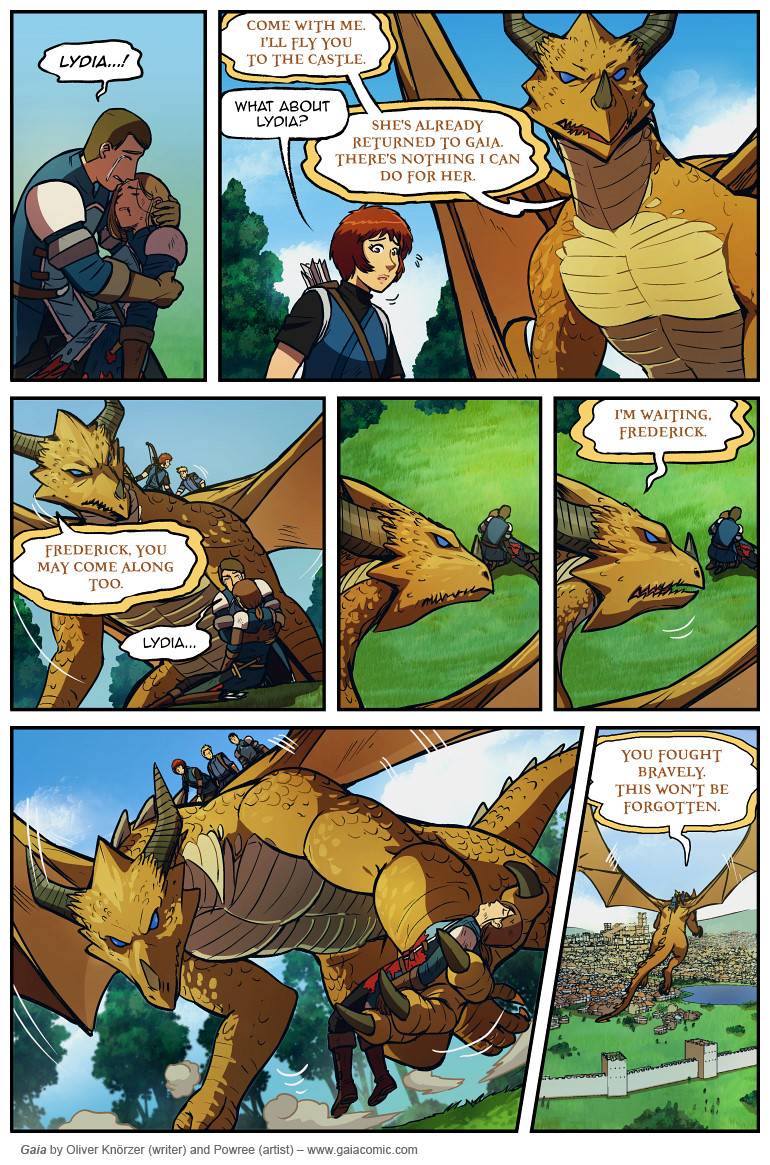 LYDIA...!
COME WITH ME.
I'LL FLY YOU
TO THE CASTLE.
WHAT ABOUT
LYDIA?
SHE'S ALREADY
RETURNED TO GAIA.
THERE'S NOTHING I CAN
DO FOR HER.
FREDERICK, YOU
MAY COME ALONG
TOO.
LYDIA...
I'M WAITING,
FREDERICK.
YOU FOUGHT
BRAVELY.
THIS WON'T BE
FORGOTTEN.
Gaia by Oliver Knörzer (writer) and Powree (artist) – www.gaiacomic.com